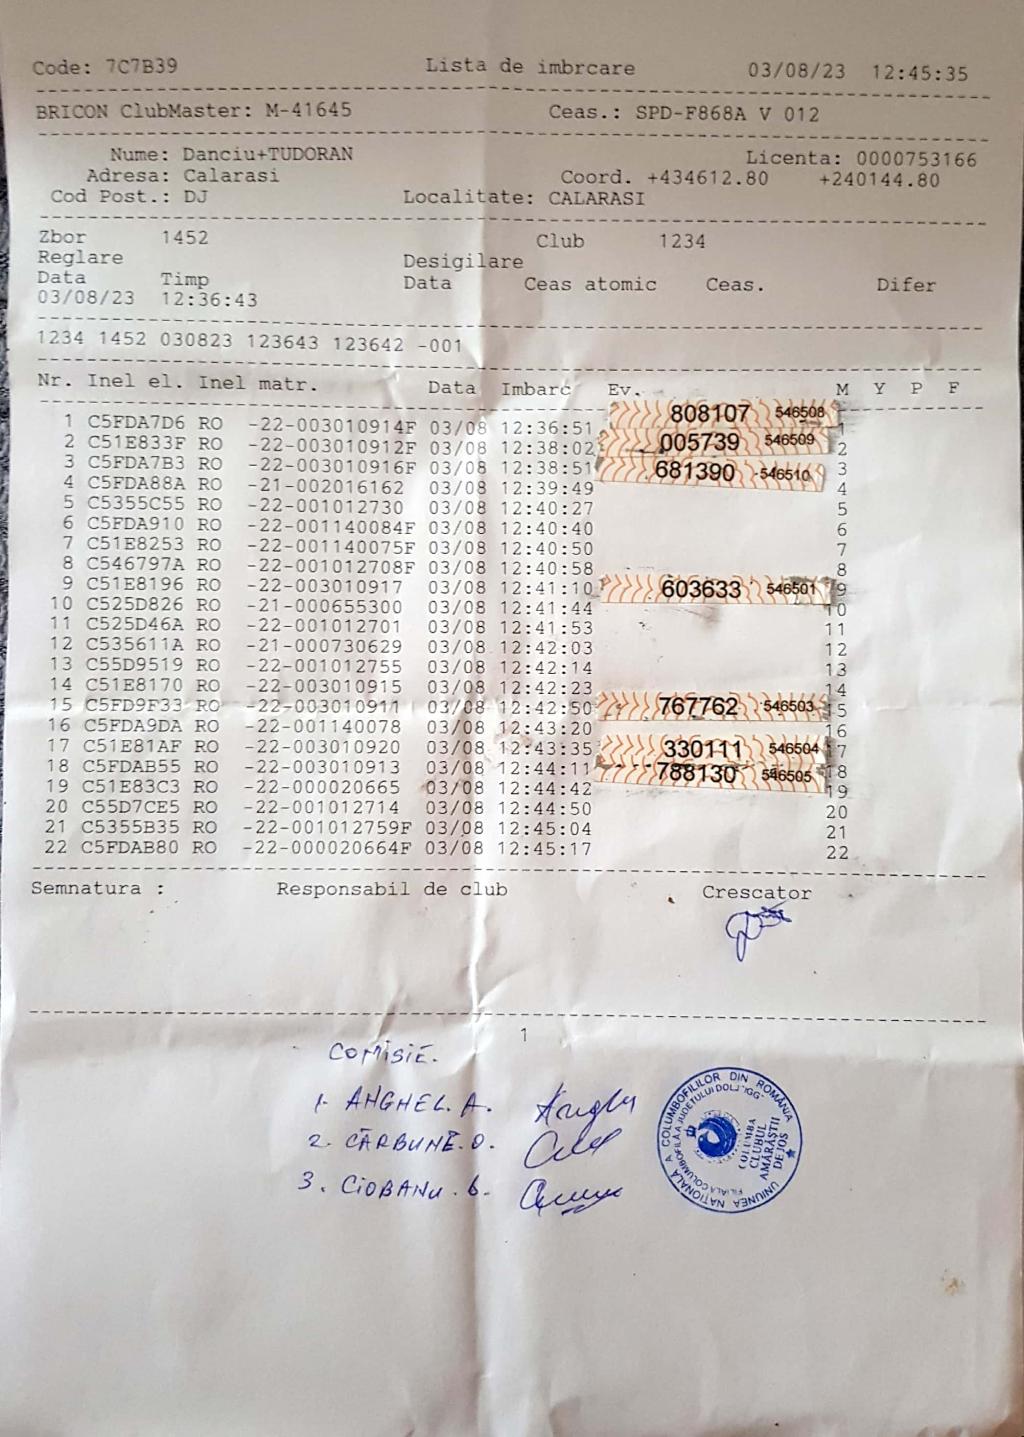 Code: 7C7B39 Lista de imbrcare 03/08/23 12:45:35
BRICON ClubMaster: M-41645 Ceas.: SPD-F868A V 012
Nume: Danciu+TUDORAN Licenta: 0000753166
Adresa: Calarasi Coord. +434612.80 +240144.80
Cod Post.: DJ Localitate: CALARASI
Zbor 1452 Club 1234
Reglare Desigilare
Data Timp Data Ceas atomic Ceas. Difer
03/08/23 12:36:43
1234 1452 030823 123643 123642 -001
Nr. Inel el. Inel matr. Data Imbarc Ev. M Y P F
1 C5FDA7D6 RO -22-003010914F 03/08 12:36:51 808107 546508 1
2 C51E833F RO -22-003010912F 03/08 12:38:02 005739 546509 2
3 C5FDA7B3 RO -22-003010916F 03/08 12:38:51 681390 546510 3
4 C5FDA88A RO -21-002016162 03/08 12:39:49 4
5 C5355C55 RO -22-001012730 03/08 12:40:27 5
6 C5FDA910 RO -22-001140084F 03/08 12:40:40 6
7 C51E8253 RO -22-001140075F 03/08 12:40:50 7
8 C546797A RO -22-001012708F 03/08 12:40:58 8
9 C51E8196 RO -22-003010917 03/08 12:41:10 603633 546501 9
10 C525D826 RO -21-000655300 03/08 12:41:44 10
11 C525D46A RO -22-001012701 03/08 12:41:53 11
12 C535611A RO -21-000730629 03/08 12:42:03 12
13 C55D9519 RO -22-001012755 03/08 12:42:14 13
14 C51E8170 RO -22-003010915 03/08 12:42:23 14
15 C5FD9F33 RO -22-003010911 03/08 12:42:50 767762 546503 15
16 C5FDA9DA RO -22-001140078 03/08 12:43:20 16
17 C51E81AF RO -22-003010920 03/08 12:43:35 330111 546504 17
18 C5FDAB55 RO -22-003010913 03/08 12:44:11 788130 546505 18
19 C51E83C3 RO -22-000020665 03/08 12:44:42 19
20 C55D7CE5 RO -22-001012714 03/08 12:44:50 20
21 C5355B35 RO -22-001012759F 03/08 12:45:04 21
22 C5FDAB80 RO -22-000020664F 03/08 12:45:17 22
Semnatura : Responsabil de club Crescator
1
COMISIE.
1. ANGHEL. A.
2. CĂRBUNE. O.
3. CIOBANU. G.
UNIUNEA NAȚIONALĂ A COLUMBOFILILOR DIN ROMÂNIA
FILIALA COLUMBOFILĂ A JUDEȚULUI DOLJ "IGG"
COLUMBA
CLUBUL
AMĂRĂȘTII
DE JOS